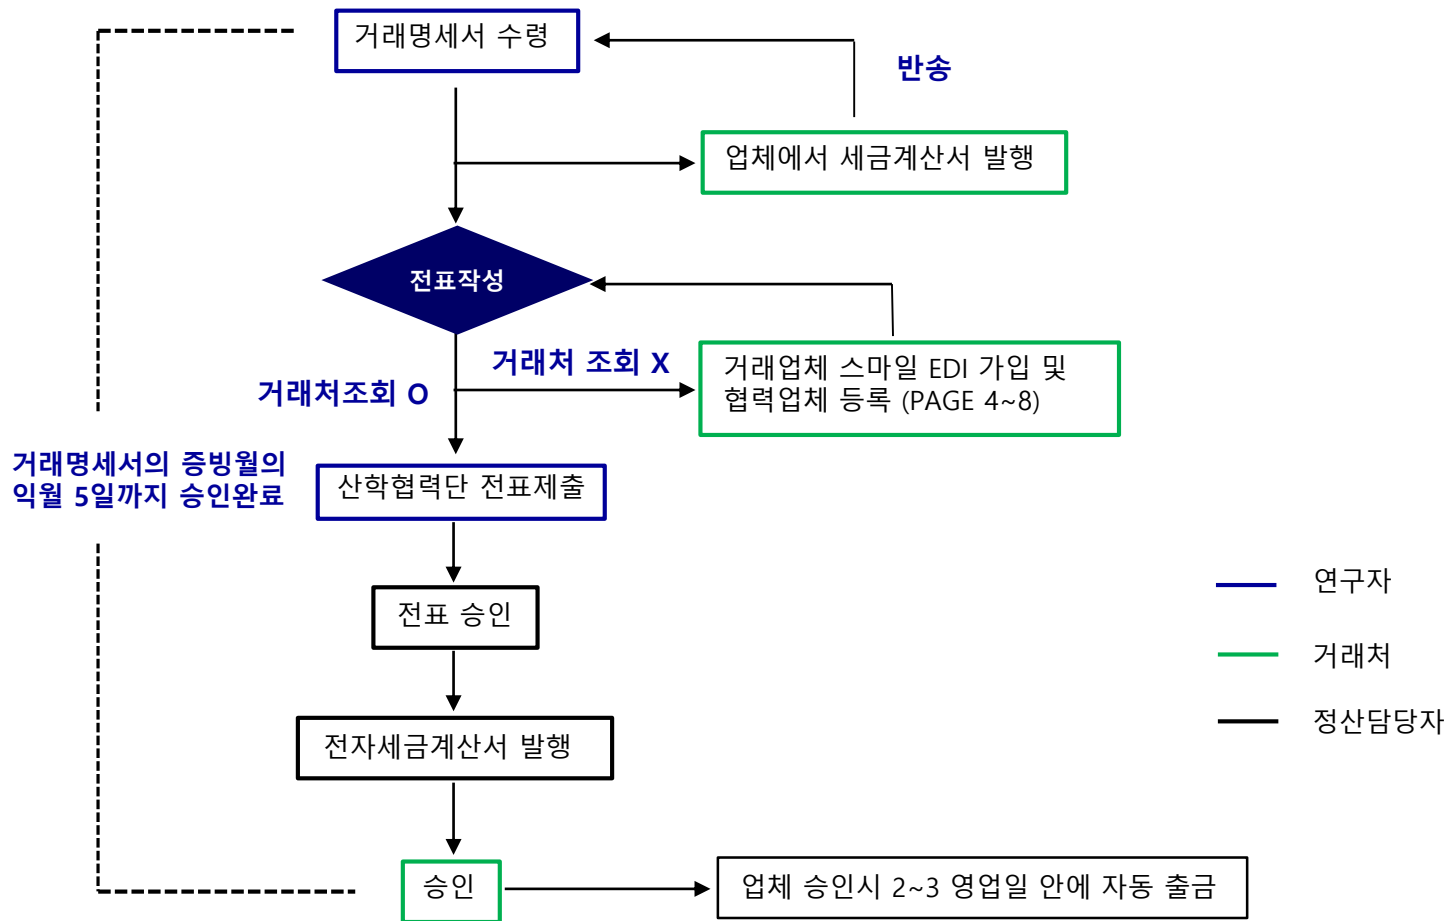 거래명세서 수령
반송
업체에서 세금계산서 발행
전표작성
거래처 조회 X
거래처조회 O
거래업체 스마일 EDI 가입 및
협력업체 등록 (PAGE 4~8)
거래명세서의 증빙월의
익월 5일까지 승인완료
산학협력단 전표제출
전표 승인
전자세금계산서 발행
승인
업체 승인시 2~3 영업일 안에 자동 출금
연구자
거래처
정산담당자